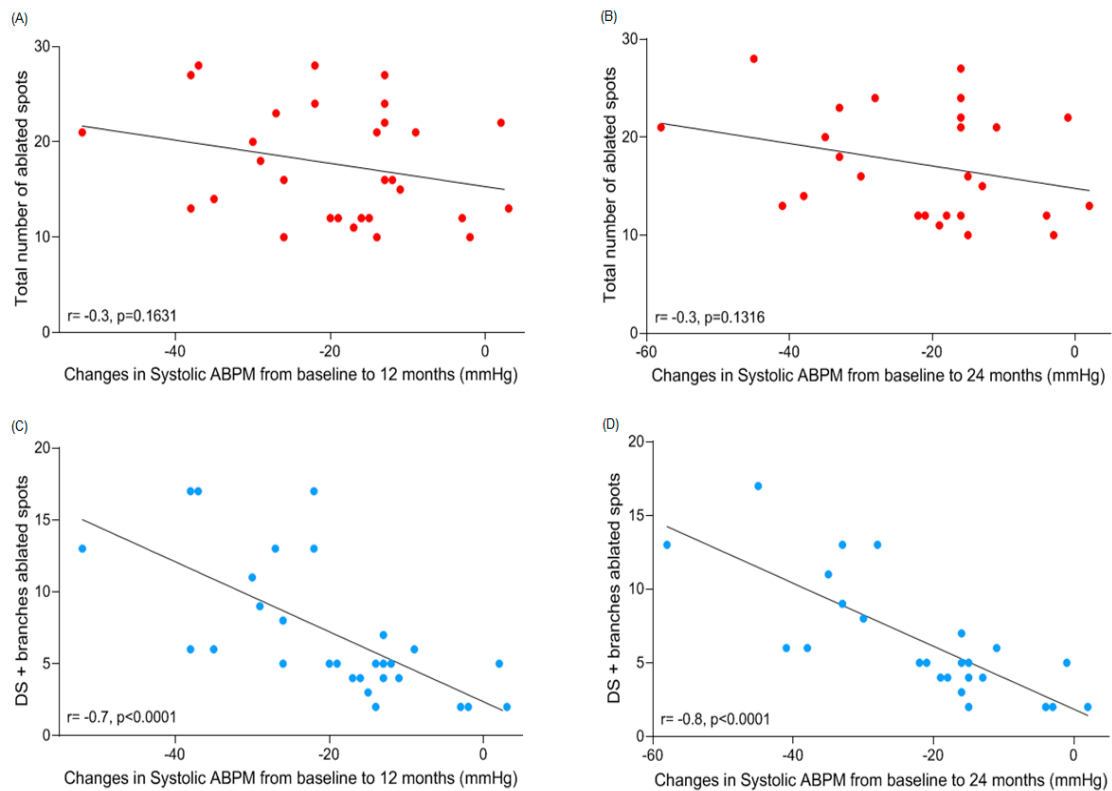 (A)
Total number of ablated spots
30
20
10
0
r= -0.3, p=0.1631
-40
-20
0
Changes in Systolic ABPM from baseline to 12 months (mmHg)
(B)
Total number of ablated spots
30
20
10
0
r= -0.3, p=0.1316
-60
-40
-20
0
Changes in Systolic ABPM from baseline to 24 months (mmHg)
(C)
DS + branches ablated spots
20
15
10
5
0
r= -0.7, p<0.0001
-40
-20
0
Changes in Systolic ABPM from baseline to 12 months (mmHg)
(D)
DS + branches ablated spots
20
15
10
5
0
r= -0.8, p<0.0001
-60
-40
-20
0
Changes in Systolic ABPM from baseline to 24 months (mmHg)